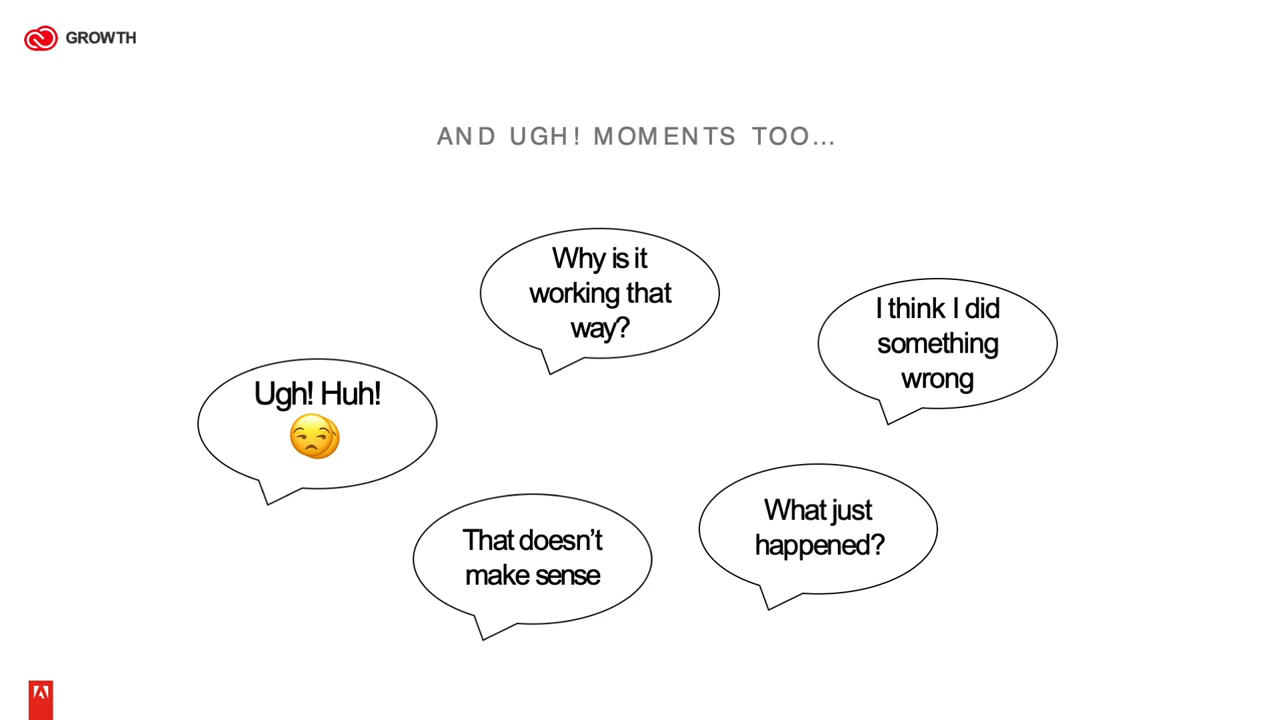 GROWTH
AND UGH! MOMENTS TOO...
Why is it
working that
way?
I think I did
something
wrong
Ugh! Huh!
That doesn’t
make sense
What just
happened?